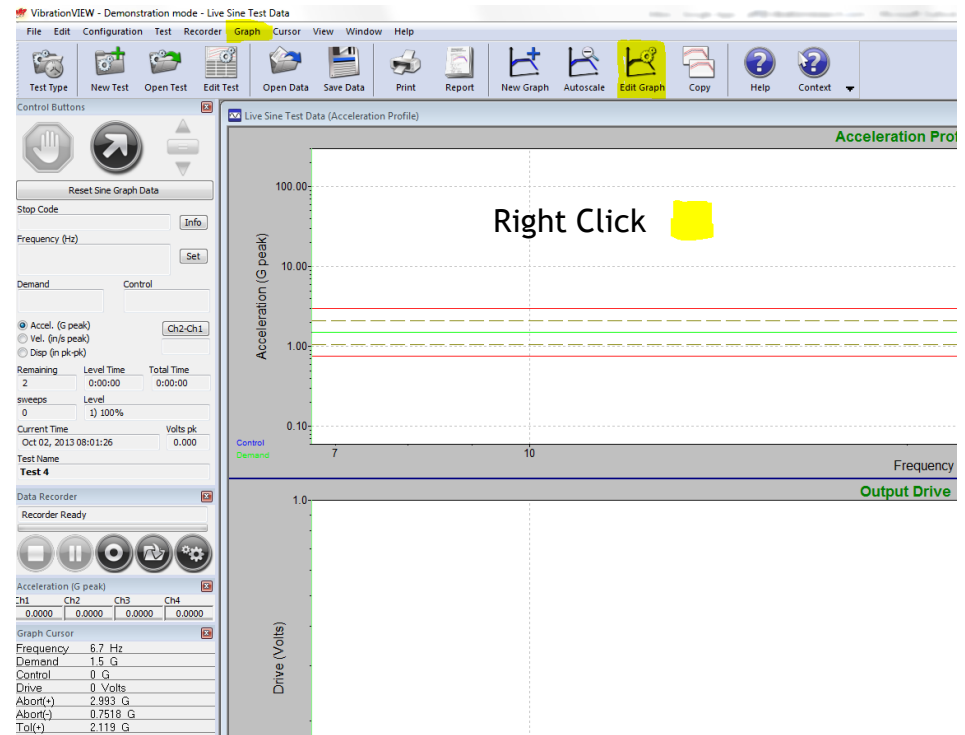 VibrationVIEW - Demonstration mode - Live Sine Test Data
File Edit Configuration Test Recorder Graph Cursor View Window Help
Test Type New Test Open Test Edit Test Open Data Save Data Print Report New Graph Autoscale Edit Graph Copy Help Context
Control Buttons
Live Sine Test Data (Acceleration Profile)
Acceleration Prof
Reset Sine Graph Data
Stop Code
Info
Frequency (Hz)
Set
Demand Control
Accel. (G peak)
Ch2-Ch1
Vel. (in/s peak)
Disp (in pk-pk)
Remaining Level Time Total Time
2 0:00:00 0:00:00
sweeps Level
0 1) 100%
Current Time Volts pk
Oct 02, 2013 08:01:26 0.000
Test Name
Test 4
Data Recorder
Recorder Ready
Acceleration (G peak)
Ch1 Ch2 Ch3 Ch4
0.0000 0.0000 0.0000 0.0000
Graph Cursor
Frequency 6.7 Hz
Demand 1.5 G
Control 0 G
Drive 0 Volts
Abort(+) 2.993 G
Abort(-) 0.7518 G
Tol(+) 2.119 G
Right Click
Acceleration (G peak)
100.00
10.00
1.00
0.10
Control
Demand
7 10
Frequency
Output Drive
1.0
Drive (Volts)